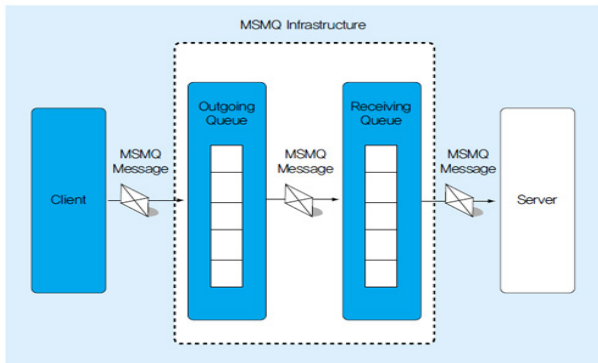 MSMQ Infrastructure
Outgoing
Queue
Receiving
Queue
MSMQ
Message
MSMQ
Message
MSMQ
Message
Client
Server